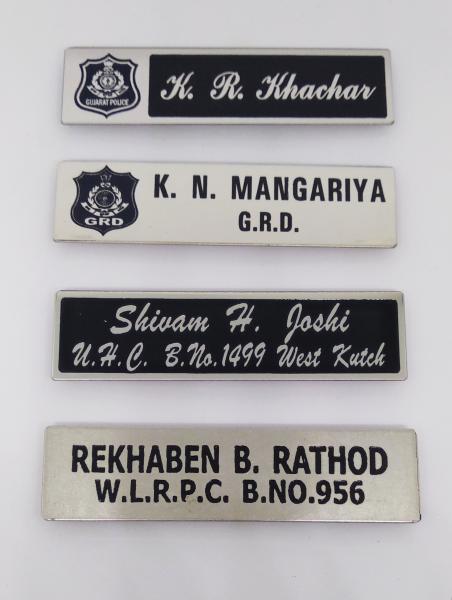 GUJARAT POLICE
K. R. Khachar
GRD
K. N. MANGARIYA
G.R.D.
Shivam H. Joshi
U.H.C. B.No.1499 West Kutch
REKHABEN B. RATHOD
W.L.R.P.C. B.NO.956